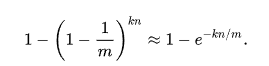 1 − (1 − 1/m)^{kn} ≈ 1 − e^{−kn/m}.